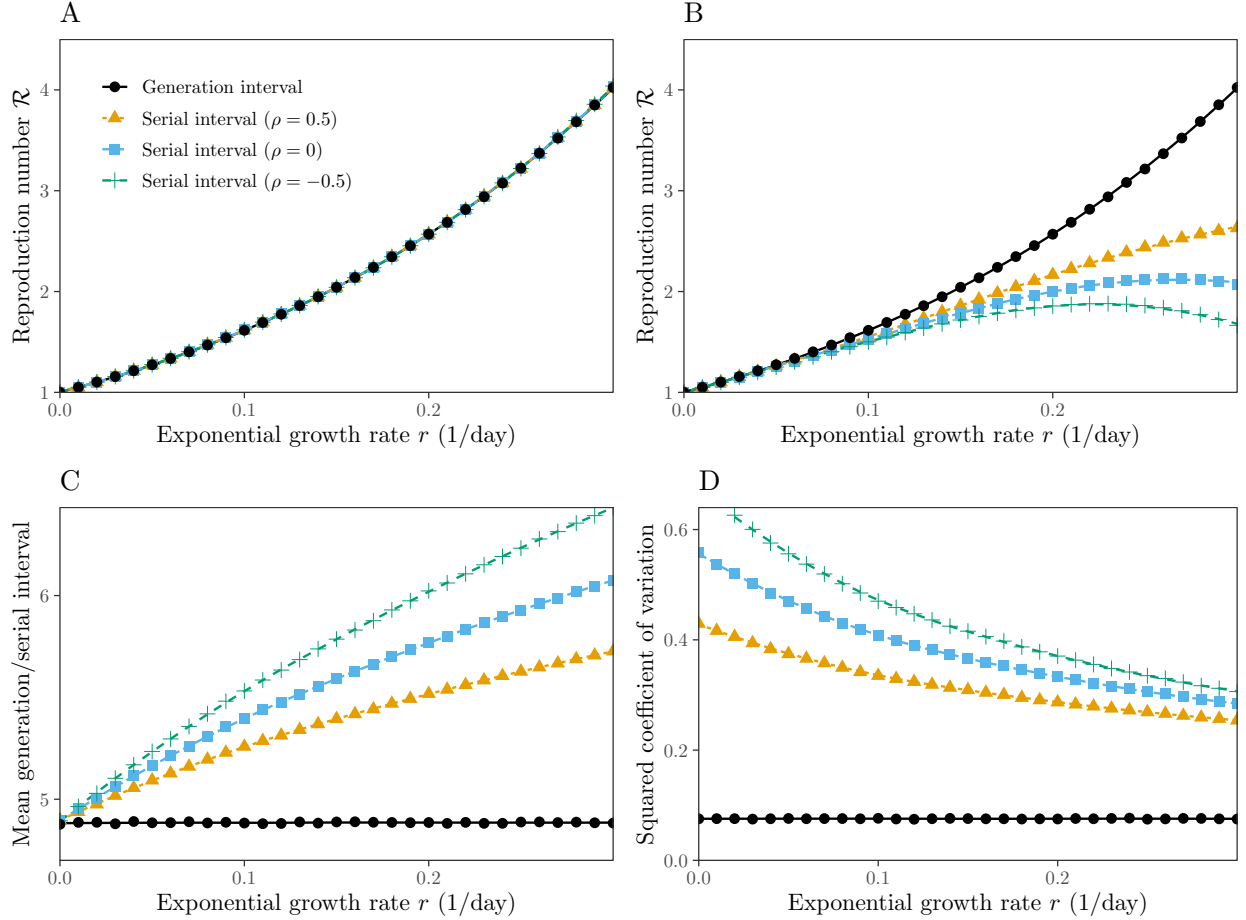 A
Reproduction number ℛ
4
3
2
1
Generation interval
Serial interval (ρ = 0.5)
Serial interval (ρ = 0)
Serial interval (ρ = −0.5)
0.0 0.1 0.2
Exponential growth rate r (1/day)
B
Reproduction number ℛ
4
3
2
1
0.0 0.1 0.2
Exponential growth rate r (1/day)
C
Mean generation/serial interval
6
5
0.0 0.1 0.2
Exponential growth rate r (1/day)
D
Squared coefficient of variation
0.6
0.4
0.2
0.0
0.0 0.1 0.2
Exponential growth rate r (1/day)